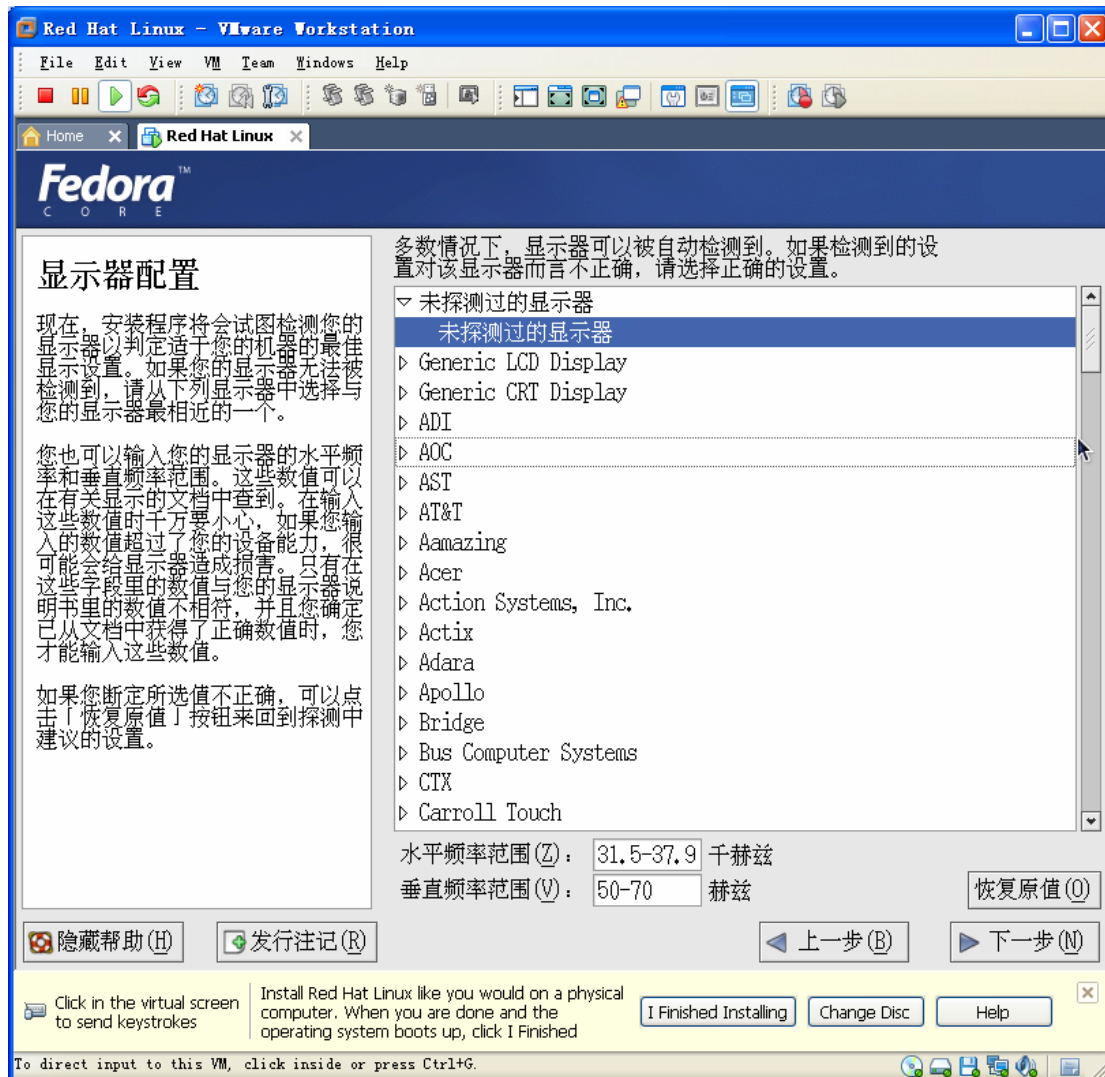 Red Hat Linux - VMware Workstation
File Edit View VM Team Windows Help
Home Red Hat Linux
Fedora™
CORE
显示器配置
现在，安装程序将会试图检测您的
显示器以判定适于您的机器的最佳
显示设置。如果您的显示器无法被
检测到，请从下列显示器中选择与
您的显示器最相近的一个。
您也可以输入您的显示器的水平频
率和垂直频率范围。这些数值可以
在有关显示的文档中查到。在输入
这些数值时千万要小心，如果您输
入的数值超过了您的设备能力，很
可能会给显示器造成损害。只有在
这些字段里的数值与您的显示器说
明书里的数值不相符，并且您确定
已从文档中获得了正确数值时，您
才能输入这些数值。
如果您断定所选值不正确，可以点
击「恢复原值」按钮来回到探测中
建议的设置。
多数情况下，显示器可以被自动检测到。如果检测到的设
置对该显示器而言不正确，请选择正确的设置。
未探测过的显示器
未探测过的显示器
Generic LCD Display
Generic CRT Display
ADI
AOC
AST
AT&T
Aamazing
Acer
Action Systems, Inc.
Actix
Adara
Apollo
Bridge
Bus Computer Systems
CTX
Carroll Touch
水平频率范围(Z)： 31.5-37.9 千赫兹
垂直频率范围(V)： 50-70 赫兹
恢复原值(O)
隐藏帮助(H) 发行注记(R) 上一步(B) 下一步(N)
Click in the virtual screen
to send keystrokes
Install Red Hat Linux like you would on a physical
computer. When you are done and the
operating system boots up, click I Finished
I Finished Installing Change Disc Help
To direct input to this VM, click inside or press Ctrl+G.